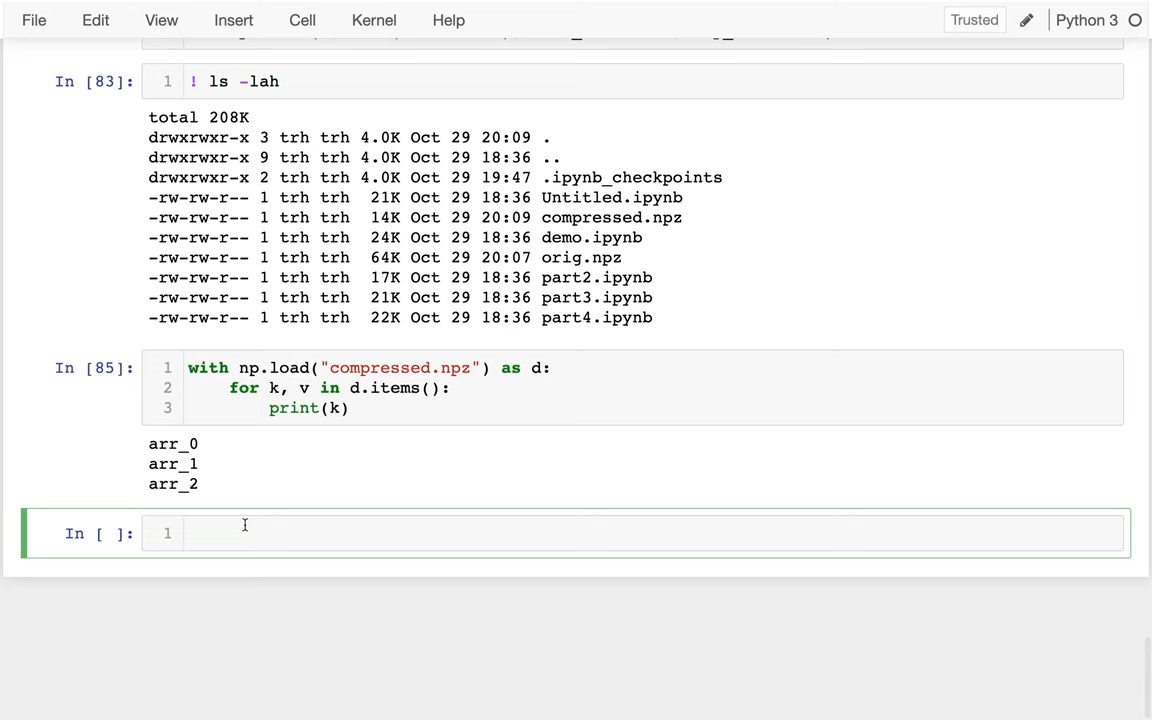 File Edit View Insert Cell Kernel Help Trusted Python 3
In [83]: 1 ! ls -lah
total 208K
drwxrwxr-x 3 trh trh 4.0K Oct 29 20:09 .
drwxrwxr-x 9 trh trh 4.0K Oct 29 18:36 ..
drwxrwxr-x 2 trh trh 4.0K Oct 29 19:47 .ipynb_checkpoints
-rw-rw-r-- 1 trh trh 21K Oct 29 18:36 Untitled.ipynb
-rw-rw-r-- 1 trh trh 14K Oct 29 20:09 compressed.npz
-rw-rw-r-- 1 trh trh 24K Oct 29 18:36 demo.ipynb
-rw-rw-r-- 1 trh trh 64K Oct 29 20:07 orig.npz
-rw-rw-r-- 1 trh trh 17K Oct 29 18:36 part2.ipynb
-rw-rw-r-- 1 trh trh 21K Oct 29 18:36 part3.ipynb
-rw-rw-r-- 1 trh trh 22K Oct 29 18:36 part4.ipynb
In [85]: 1 with np.load("compressed.npz") as d:
2 for k, v in d.items():
3 print(k)
arr_0
arr_1
arr_2
In [ ]: 1